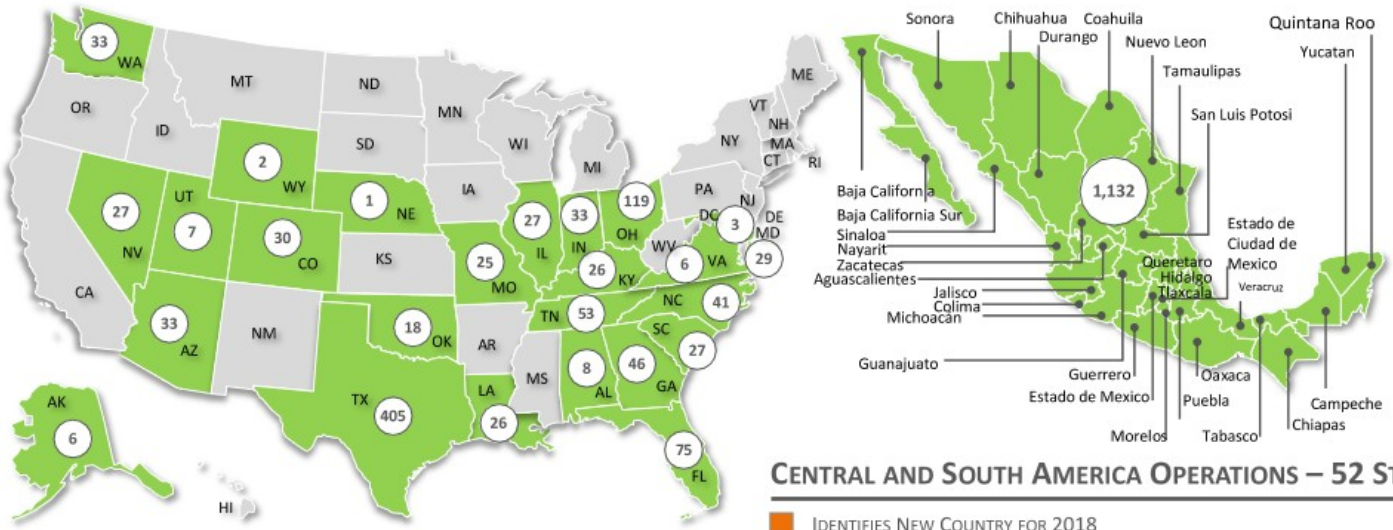 33
WA
MT
ND
MN
OR
ID
SD
WI
MI
ME
VT
NH
NY
MA
CT
RI
2
WY
IA
PA
NJ
27
NV
UT
7
30
CO
1
NE
27
IL
33
IN
119
OH
DC
3
DE
MD
29
WV
6
VA
CA
KS
25
MO
26
KY
33
AZ
NM
18
OK
AR
TN
53
NC
41
SC
27
MS
8
AL
46
GA
TX
405
LA
26
75
FL
AK
6
HI
Sonora
Chihuahua
Durango
Coahuila
Nuevo Leon
Tamaulipas
San Luis Potosi
Quintana Roo
Yucatan
1,132
Baja California
Baja California Sur
Sinaloa
Nayarit
Zacatecas
Aguascalientes
Jalisco
Colima
Michoacán
Guanajuato
Queretaro
Hidalgo
Tlaxcala
Estado de
Ciudad de
Mexico
Veracruz
Guerrero
Estado de Mexico
Morelos
Puebla
Oaxaca
Tabasco
Chiapas
Campeche
CENTRAL AND SOUTH AMERICA OPERATIONS – 52 ST
IDENTIFIES NEW COUNTRY FOR 2018